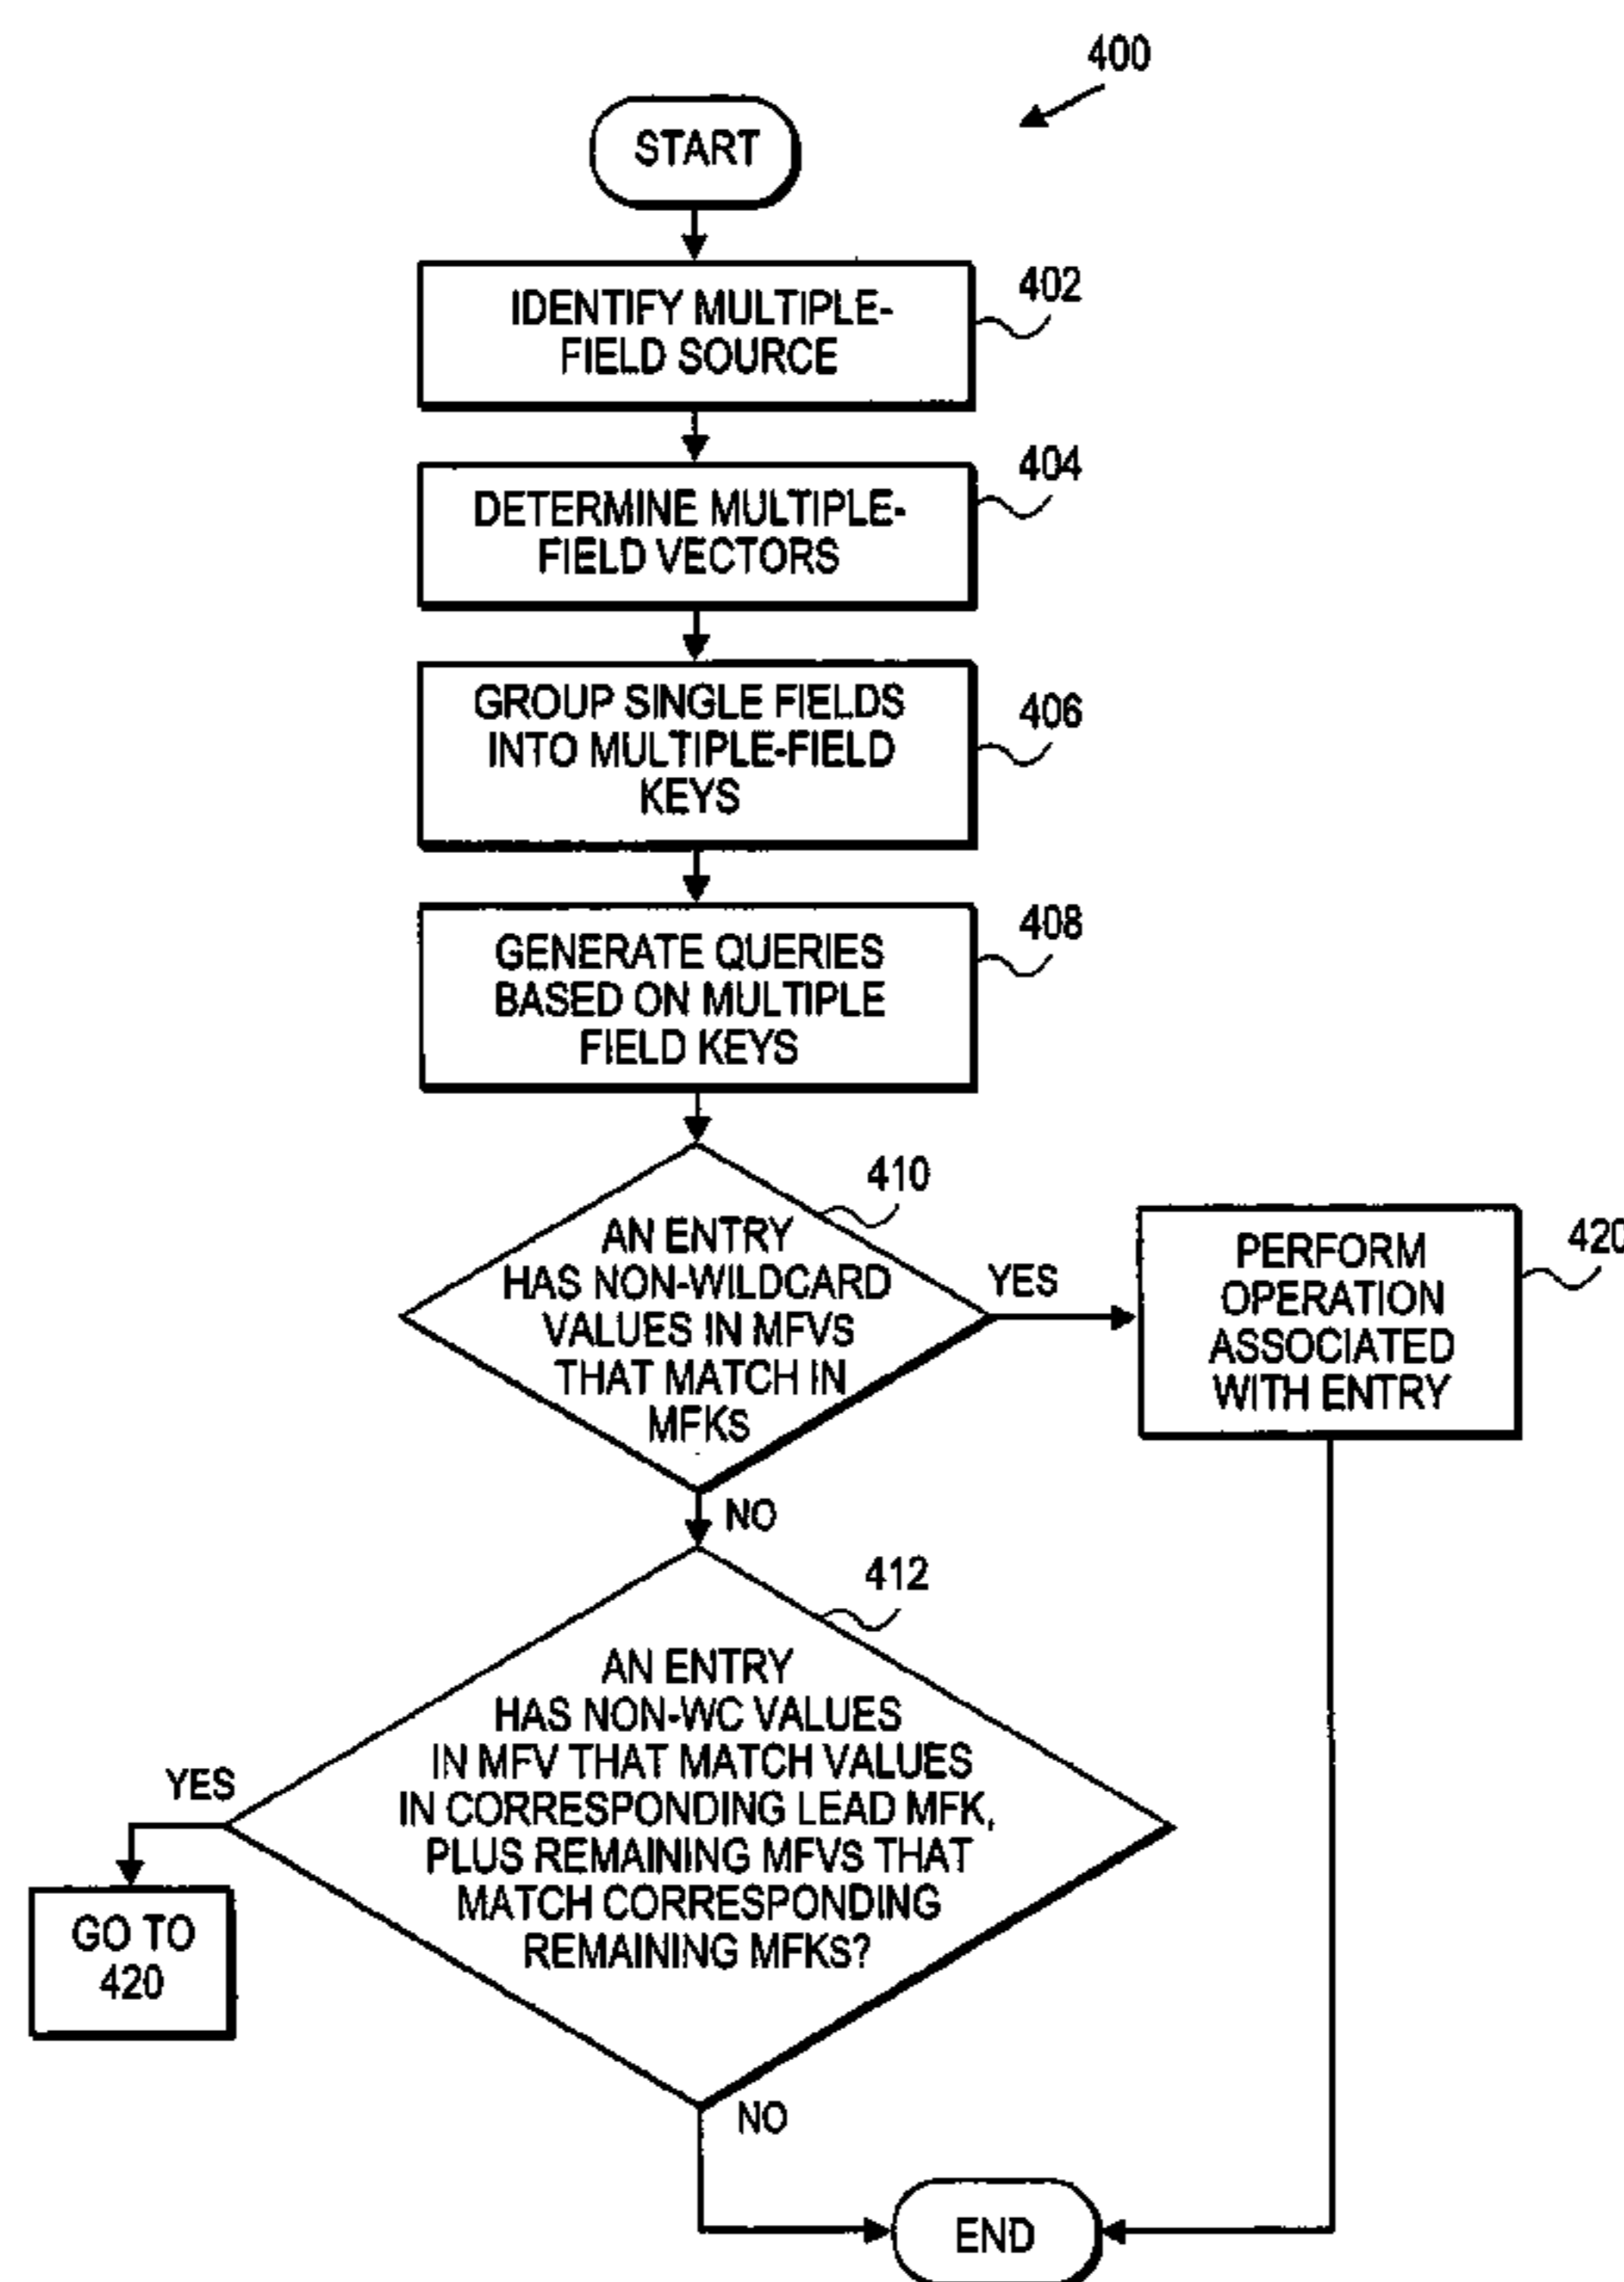 400
START
402
IDENTIFY MULTIPLE-
FIELD SOURCE
404
DETERMINE MULTIPLE-
FIELD VECTORS
GROUP SINGLE FIELDS
INTO MULTIPLE-FIELD
KEYS
406
408
GENERATE QUERIES
BASED ON MULTIPLE
FIELD KEYS
410
AN ENTRY
HAS NON-WILDCARD
VALUES IN MFVS
THAT MATCH IN
MFKS
YES
420
PERFORM
OPERATION
ASSOCIATED
WITH ENTRY
NO
412
AN ENTRY
HAS NON-WC VALUES
IN MFV THAT MATCH VALUES
IN CORRESPONDING LEAD MFK,
PLUS REMAINING MFVS THAT
MATCH CORRESPONDING
REMAINING MFKS?
YES
GO TO
420
NO
END